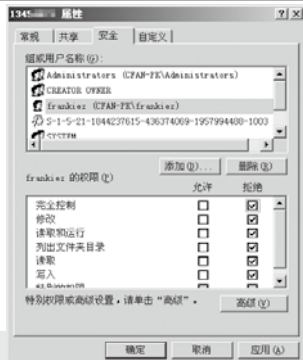 1345 属性
常规 共享 安全 自定义
组或用户名称(G):
Administrators (CFAN-FK\Administrators)
CREATOR OWNER
frankiez (CFAN-FK\frankiez)
S-1-5-21-1844237615-436374069-1957994488-1003
SYSTEM
添加(D)... 删除(R)
frankiez 的权限(P) 允许 拒绝
完全控制
修改
读取和运行
列出文件夹目录
读取
写入
特别权限或高级设置，请单击“高级”。 高级(V)
确定 取消 应用(A)